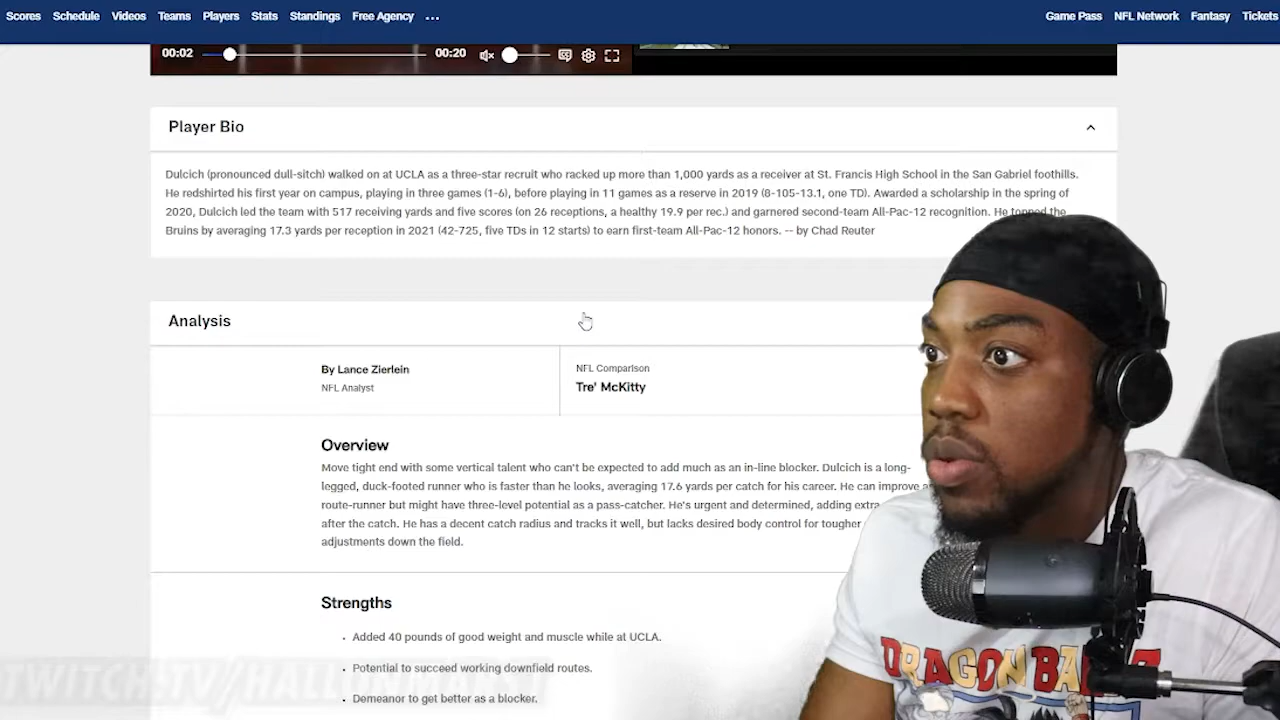 Scores Schedule Videos Teams Players Stats Standings Free Agency ... Game Pass NFL Network Fantasy Tickets
00:02 00:20
Player Bio
Dulcich (pronounced dull-sitch) walked on at UCLA as a three-star recruit who racked up more than 1,000 yards as a receiver at St. Francis High School in the San Gabriel foothills.
He redshirted his first year on campus, playing in three games (1-6), before playing in 11 games as a reserve in 2019 (8-105-13.1, one TD). Awarded a scholarship in the spring of
2020, Dulcich led the team with 517 receiving yards and five scores (on 26 receptions, a healthy 19.9 per rec.) and garnered second-team All-Pac-12 recognition. He topped the
Bruins by averaging 17.3 yards per reception in 2021 (42-725, five TDs in 12 starts) to earn first-team All-Pac-12 honors. -- by Chad Reuter
Analysis
By Lance Zierlein
NFL Analyst
NFL Comparison
Tre' McKitty
Overview
Move tight end with some vertical talent who can't be expected to add much as an in-line blocker. Dulcich is a long-
legged, duck-footed runner who is faster than he looks, averaging 17.6 yards per catch for his career. He can improve
route-runner but might have three-level potential as a pass-catcher. He's urgent and determined, adding extra
after the catch. He has a decent catch radius and tracks it well, but lacks desired body control for tougher
adjustments down the field.
Strengths
• Added 40 pounds of good weight and muscle while at UCLA.
• Potential to succeed working downfield routes.
• Demeanor to get better as a blocker.
DRAGON BALL